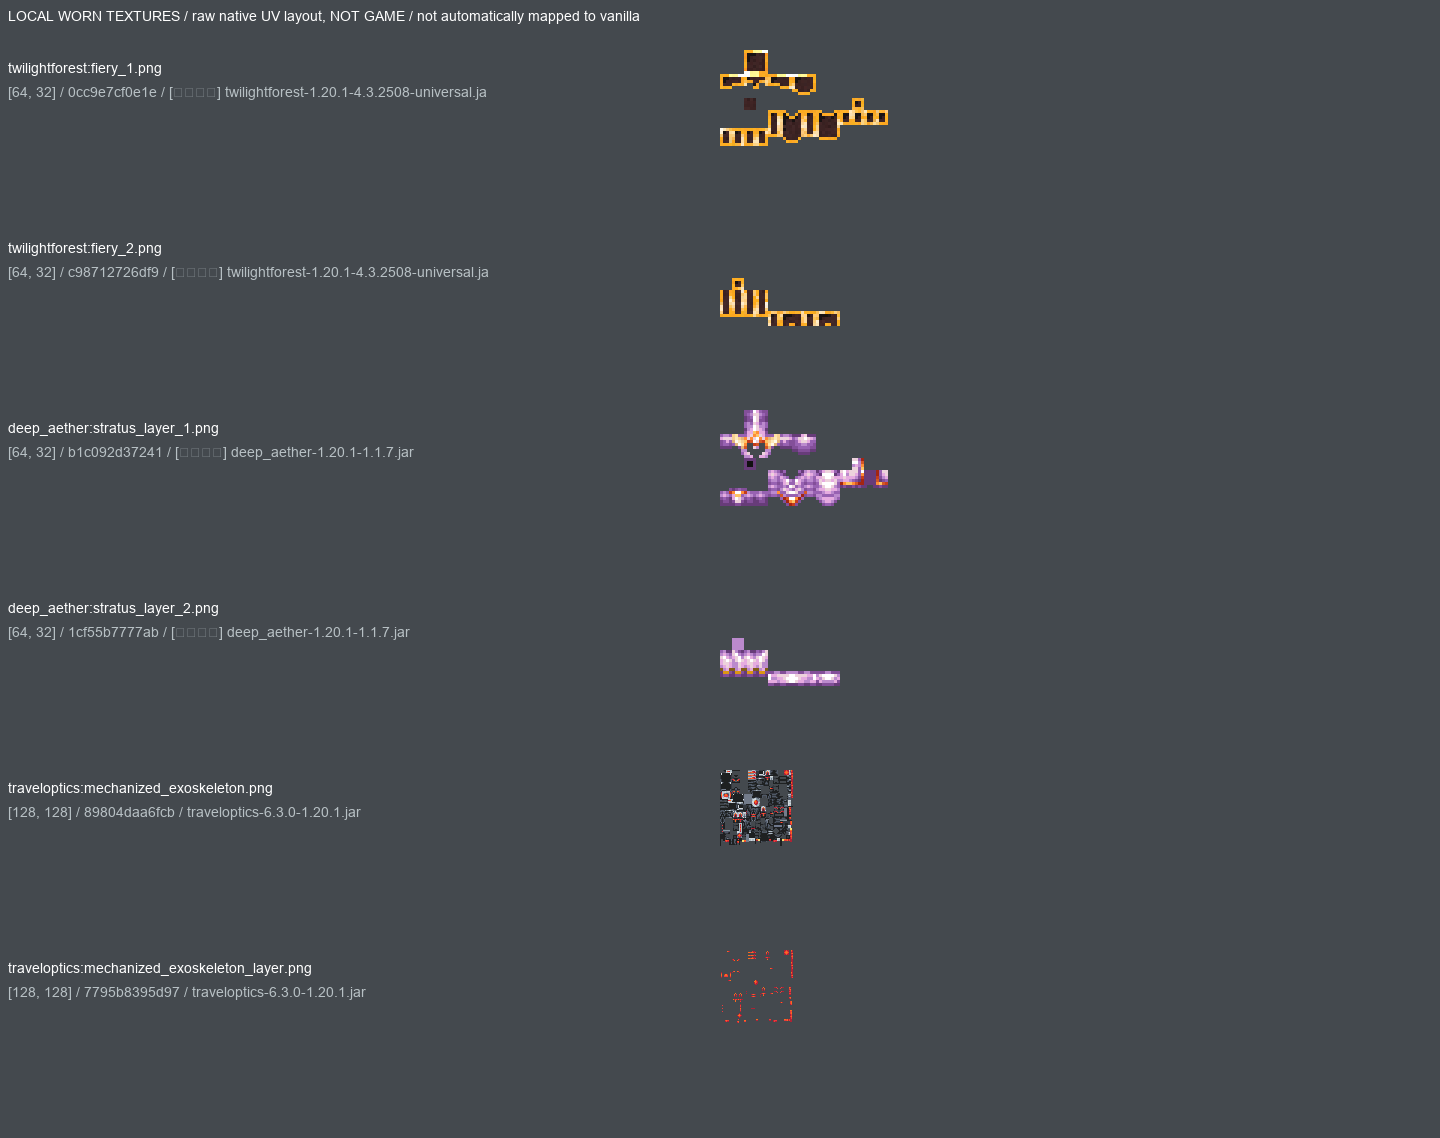 LOCAL WORN TEXTURES / raw native UV layout, NOT GAME / not automatically mapped to vanilla
twilightforest:fiery_1.png
[64, 32] / 0cc9e7cf0e1e / [□□□□] twilightforest-1.20.1-4.3.2508-universal.ja
twilightforest:fiery_2.png
[64, 32] / c98712726df9 / [□□□□] twilightforest-1.20.1-4.3.2508-universal.ja
deep_aether:stratus_layer_1.png
[64, 32] / b1c092d37241 / [□□□□] deep_aether-1.20.1-1.1.7.jar
deep_aether:stratus_layer_2.png
[64, 32] / 1cf55b7777ab / [□□□□] deep_aether-1.20.1-1.1.7.jar
traveloptics:mechanized_exoskeleton.png
[128, 128] / 89804daa6fcb / traveloptics-6.3.0-1.20.1.jar
traveloptics:mechanized_exoskeleton_layer.png
[128, 128] / 7795b8395d97 / traveloptics-6.3.0-1.20.1.jar